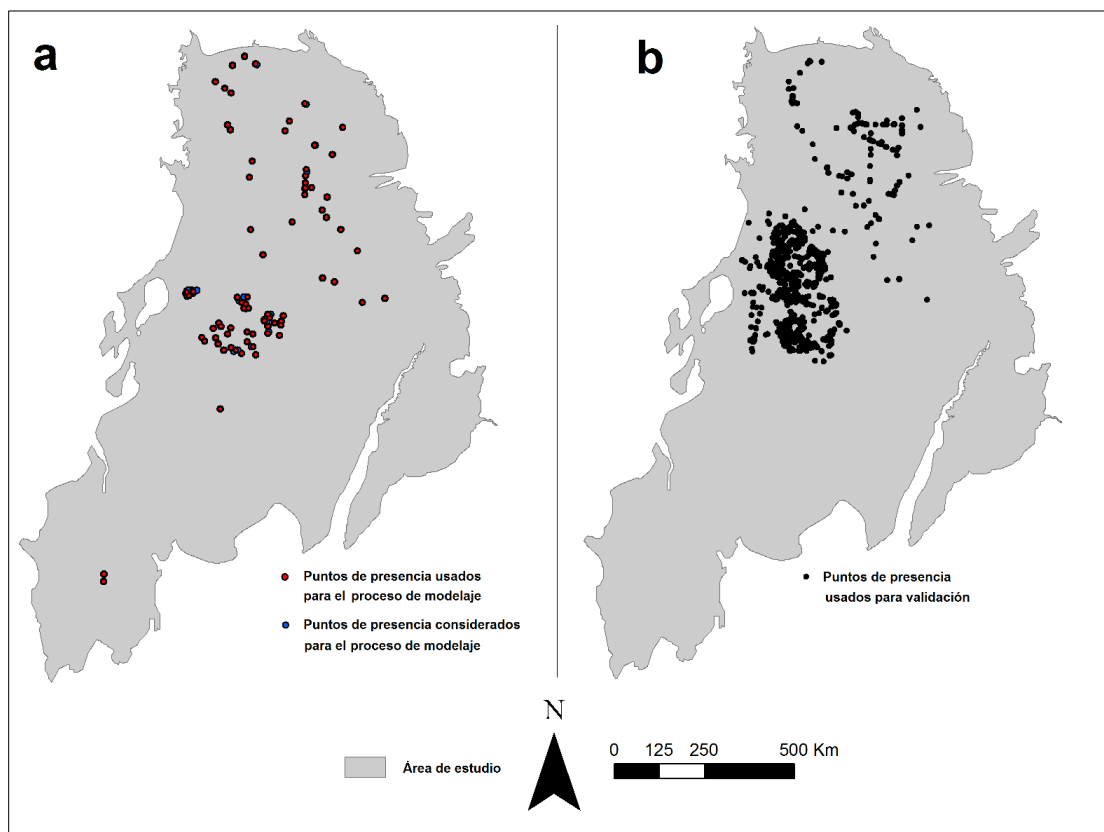 a
b
Puntos de presencia usados
para el proceso de modelaje
Puntos de presencia considerados
para el proceso de modelaje
Puntos de presencia
usados para validación
N
Área de estudio
0 125 250 500 Km